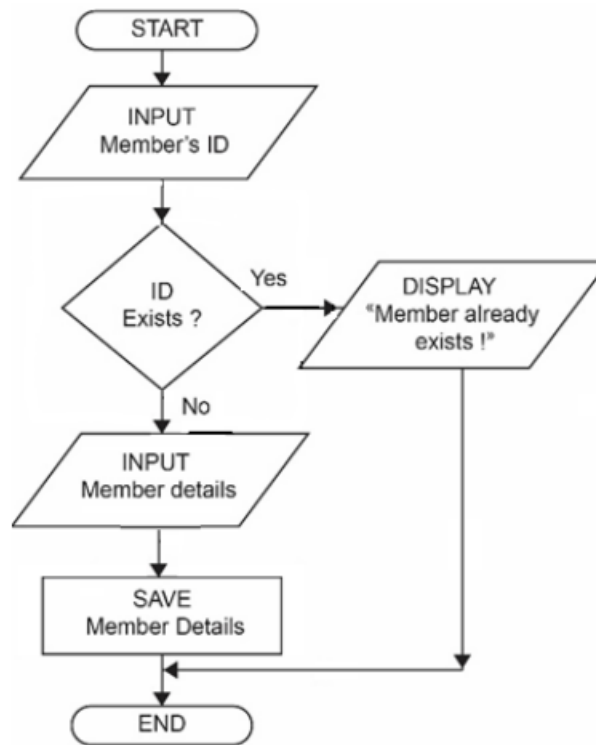 START
INPUT
Member's ID
ID
Exists ?
Yes
DISPLAY
«Member already
exists !»
No
INPUT
Member details
SAVE
Member Details
END